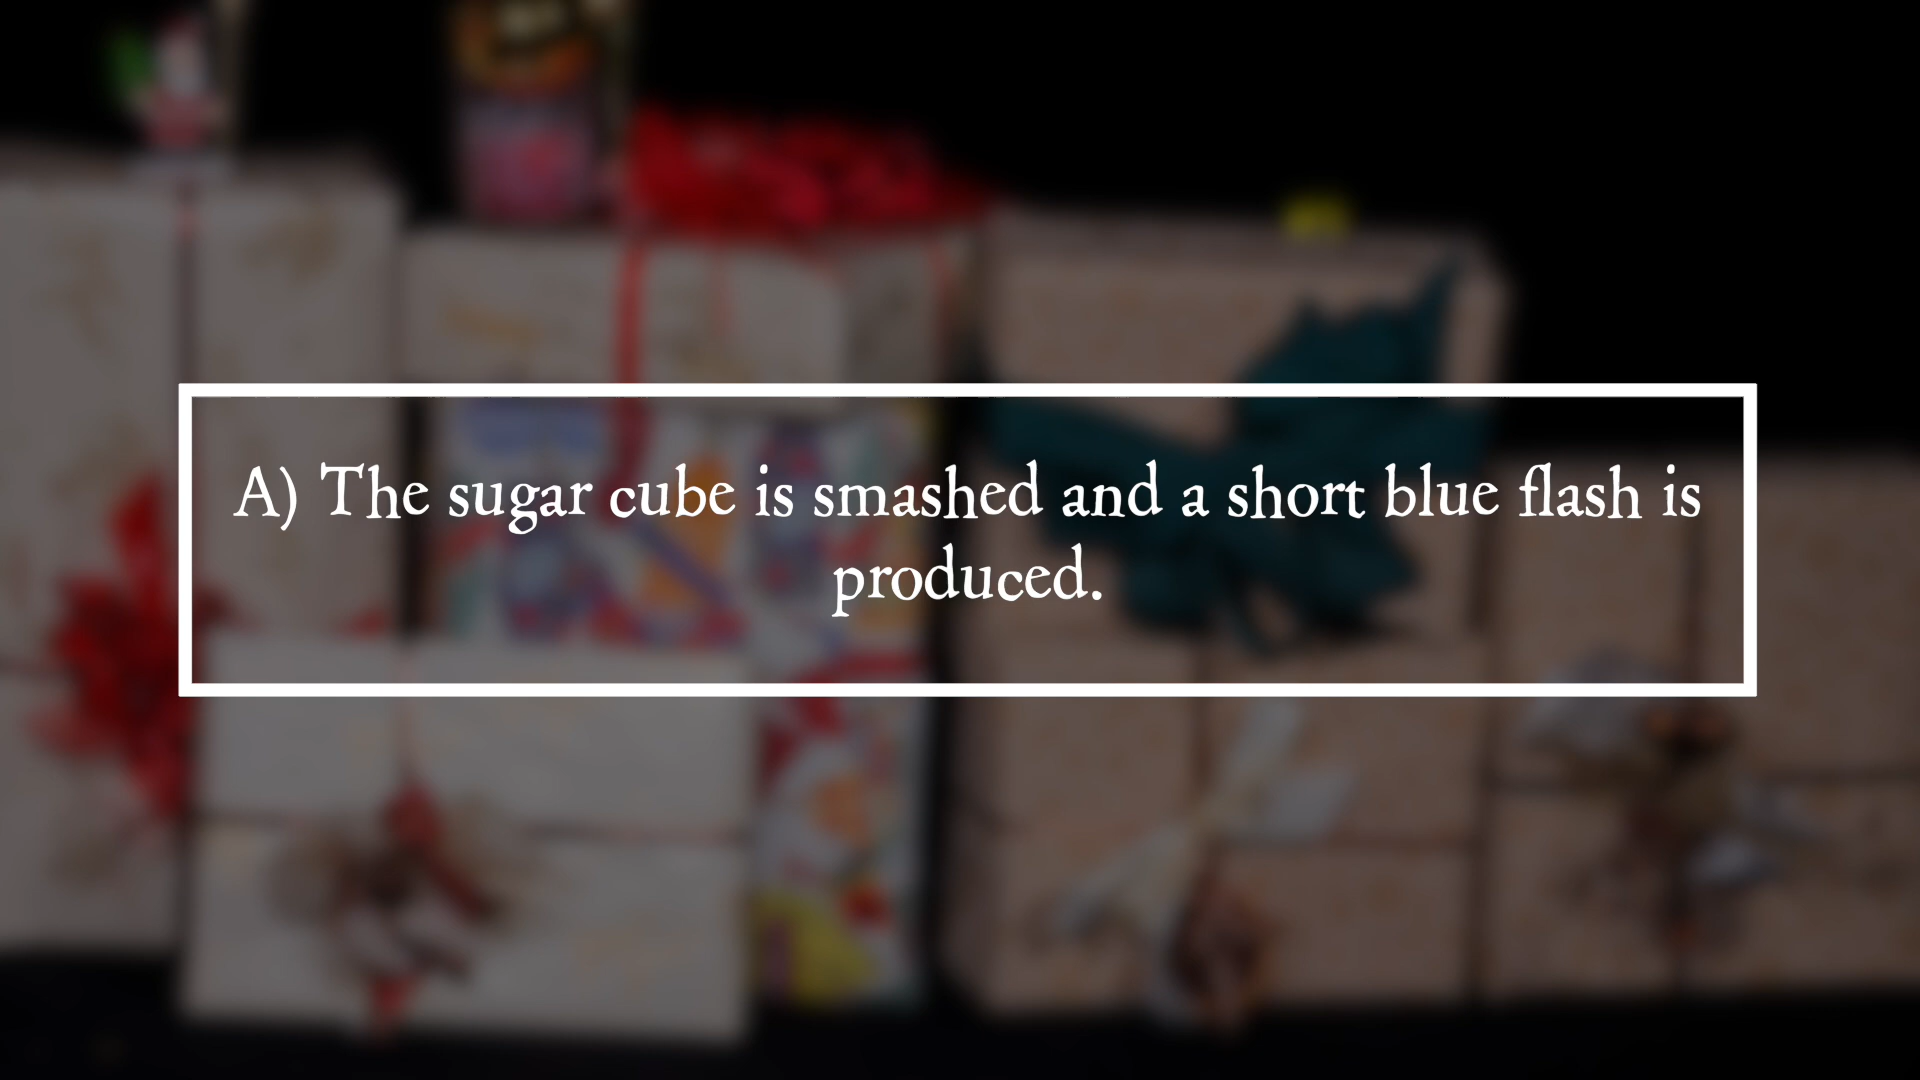 A) The sugar cube is smashed and a short blue flash is
produced.